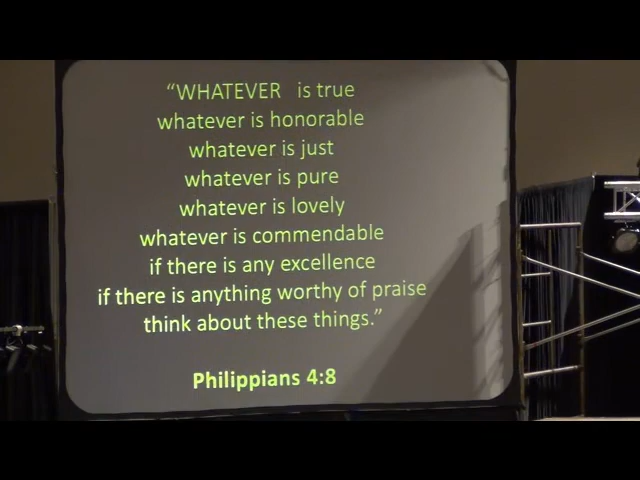 “WHATEVER is true
whatever is honorable
whatever is just
whatever is pure
whatever is lovely
whatever is commendable
if there is any excellence
if there is anything worthy of praise
think about these things.”
Philippians 4:8